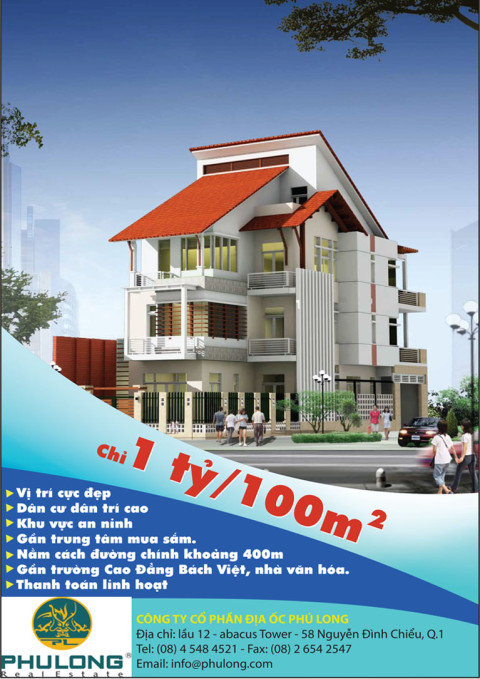 Chỉ 1 tỷ/100m²
Vị trí cực đẹp
Dân cư dân trí cao
Khu vực an ninh
Gần trung tâm mua sắm.
Nằm cách đường chính khoảng 400m
Gần trường Cao Đẳng Bách Việt, nhà văn hóa.
Thanh toán linh hoạt
PL
PHULONG®
Real Estate
CÔNG TY CỔ PHẦN ĐỊA ỐC PHÚ LONG
Địa chỉ: lầu 12 - abacus Tower - 58 Nguyễn Đình Chiểu, Q.1
Tel: (08) 4 548 4521 - Fax: (08) 2 654 2547
Email: info@phulong.com